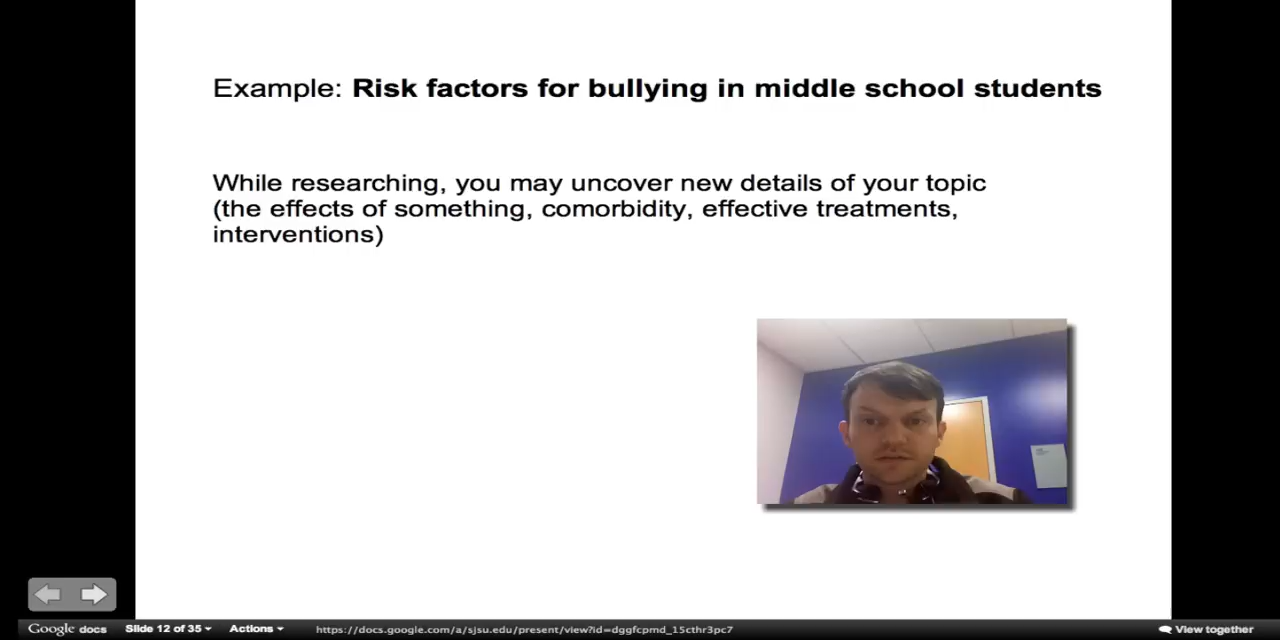 Example: Risk factors for bullying in middle school students
While researching, you may uncover new details of your topic
(the effects of something, comorbidity, effective treatments,
interventions)
Google docs Slide 12 of 35 Actions https://docs.google.com/a/sjsu.edu/present/view?id=dggfcpmd_15cthr3pc7 View together